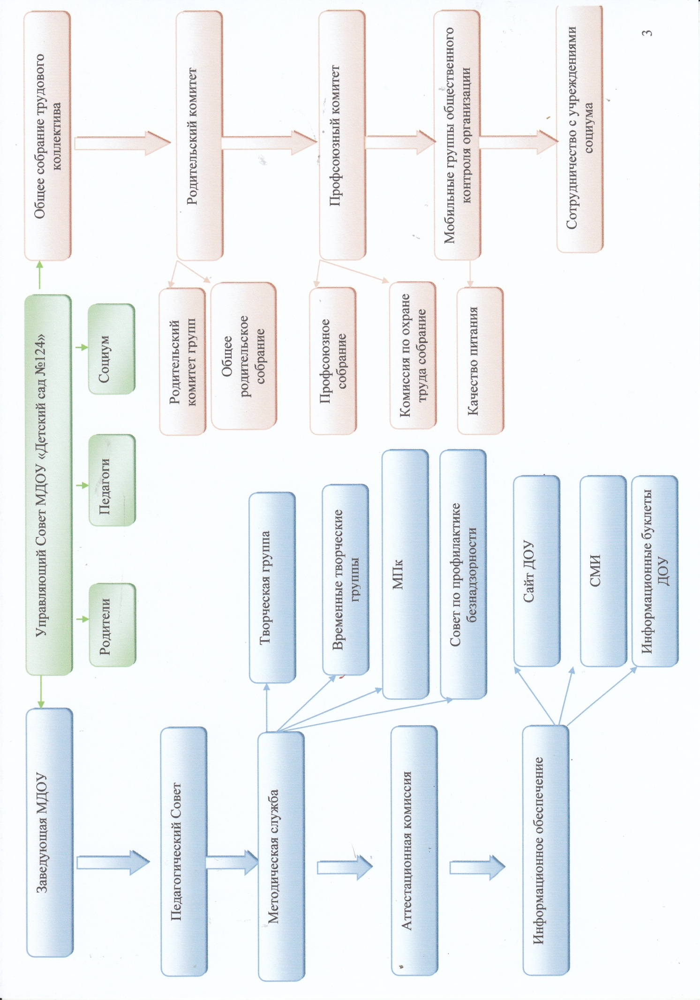 Заведующая МДОУ
Управляющий Совет МДОУ «Детский сад №124»
Общее собрание трудового
коллектива
Родители
Педагоги
Социум
Педагогический Совет
Методическая служба
Аттестационная комиссия
Информационное обеспечение
Творческая группа
Временные творческие
группы
МПк
Совет по профилактике
безнадзорности
Сайт ДОУ
СМИ
Информационные буклеты
ДОУ
Родительский
комитет групп
Общее
родительское
собрание
Профсоюзное
собрание
Комиссия по охране
труда собрание
Качество питания
Родительский комитет
Профсоюзный комитет
Мобильные группы общественного
контроля организации
Сотрудничество с учреждениями
социума
3